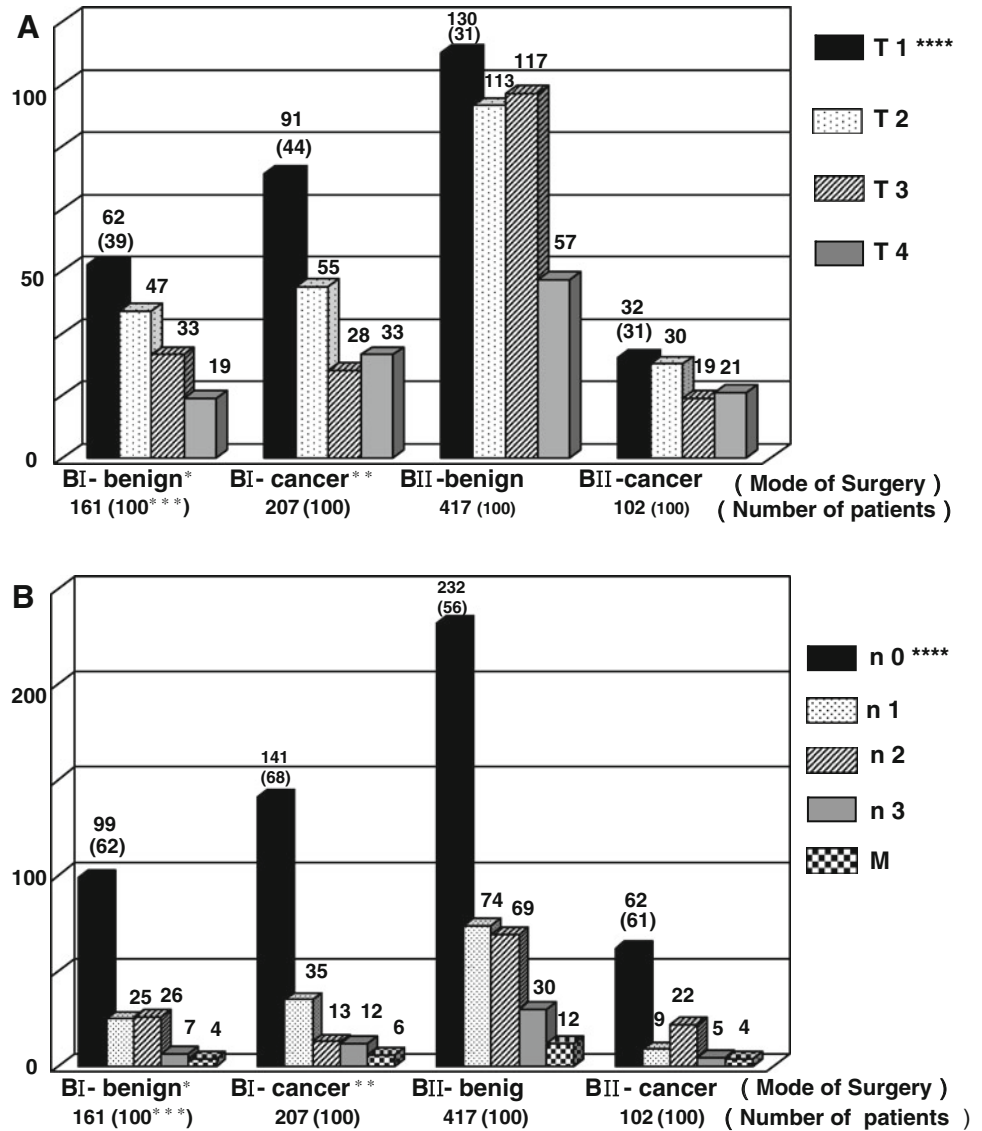 A
130
(31)
T 1 ****
117
113
100
91
(44)
T 2
62
(39)
T 3
57
T 4
50
47
55
32
(31)
33
28
33
30
19
19
21
0
BI- benign*
BI- cancer**
BII-benign
BII-cancer
( Mode of Surgery )
161 (100***)
207 (100)
417 (100)
102 (100)
( Number of patients )
B
232
(56)
n 0 ****
200
n 1
n 2
141
(68)
n 3
99
(62)
M
100
74
69
62
(61)
25
26
35
30
22
7
4
13
12
6
12
9
5
4
0
BI- benign*
BI- cancer**
BII- benig
BII - cancer
( Mode of Surgery )
161 (100***)
207 (100)
417 (100)
102 (100)
( Number of patients )